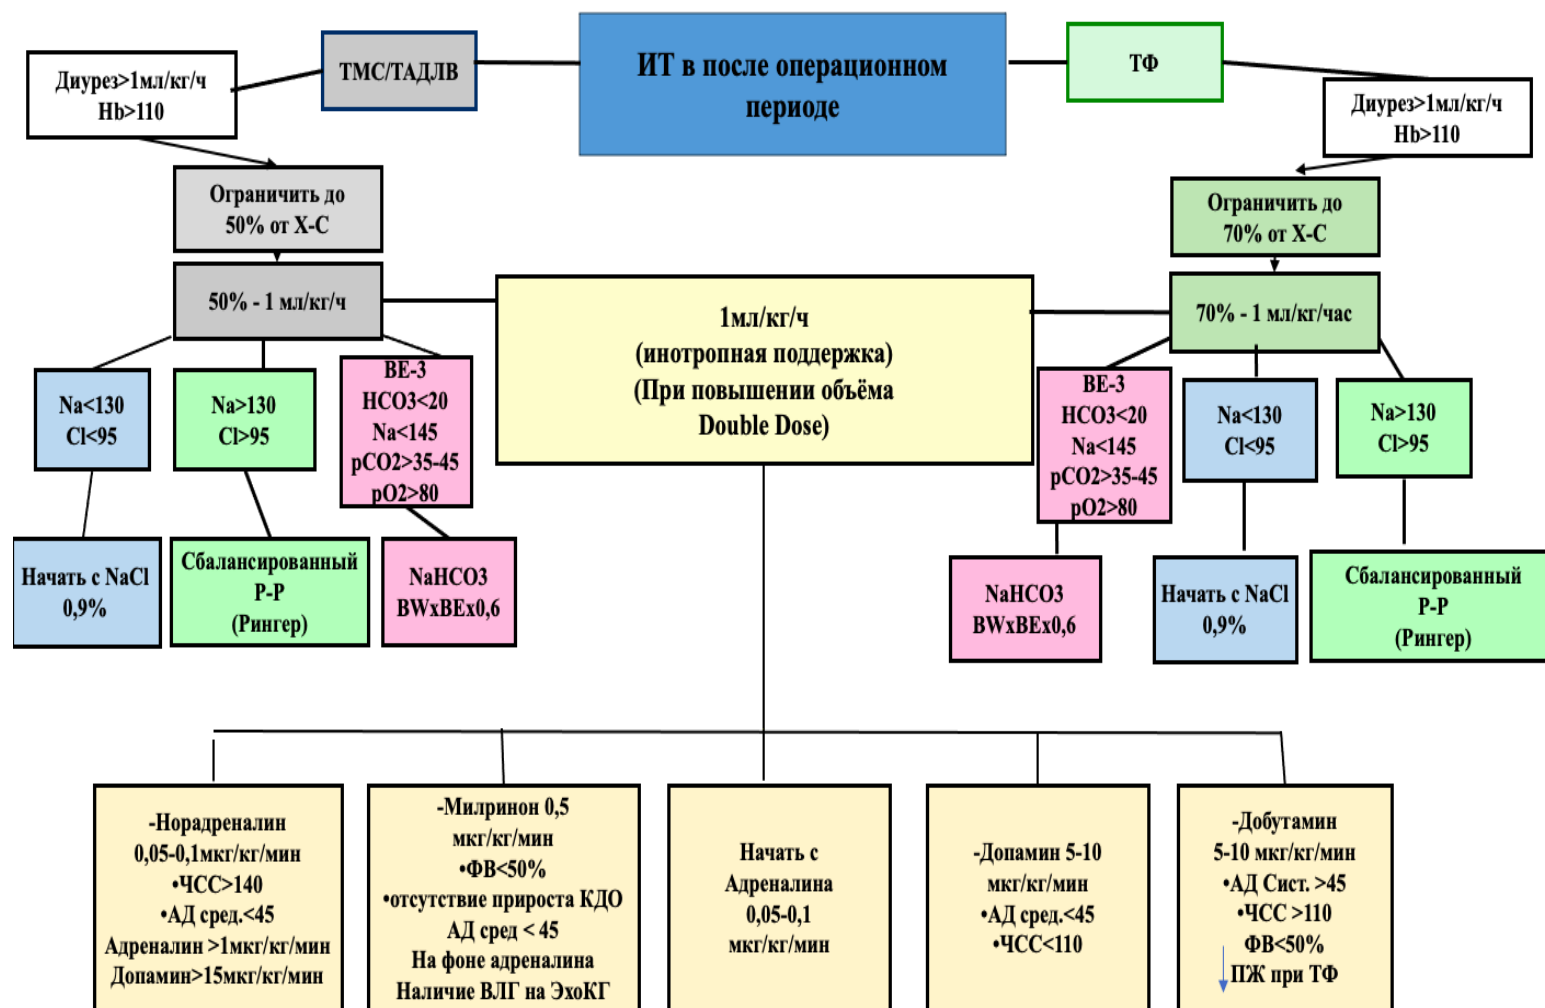 ИТ в после операционном
периоде
ТМС/ТАДЛВ
ТФ
Диурез>1мл/кг/ч
Hb>110
Диурез>1мл/кг/ч
Hb>110
Ограничить до
50% от Х-С
Ограничить до
70% от Х-С
50% - 1 мл/кг/ч
1мл/кг/ч
(инотропная поддержка)
(При повышении объёма
Double Dose)
70% - 1 мл/кг/час
Na<130
Cl<95
Na>130
Cl>95
BE-3
HCO3<20
Na<145
pCO2>35-45
pO2>80
BE-3
HCO3<20
Na<145
pCO2>35-45
pO2>80
Na<130
Cl<95
Na>130
Cl>95
Начать с NaCl
0,9%
Сбалансированный
Р-Р
(Рингер)
NaHCO3
BWxBEx0,6
NaHCO3
BWxBEx0,6
Начать с NaCl
0,9%
Сбалансированный
Р-Р
(Рингер)
-Норадреналин
0,05-0,1мкг/кг/мин
•ЧСС>140
•АД сред.<45
Адреналин >1мкг/кг/мин
Допамин>15мкг/кг/мин
-Милринон 0,5
мкг/кг/мин
•ФВ<50%
•отсутствие прироста КДО
АД сред < 45
На фоне адреналина
Наличие ВЛГ на ЭхоКГ
Начать с
Адреналина
0,05-0,1
мкг/кг/мин
-Допамин 5-10
мкг/кг/мин
•АД сред.<45
•ЧСС<110
-Добутамин
5-10 мкг/кг/мин
•АД Сист. >45
•ЧСС >110
ФВ<50%
ПЖ при ТФ